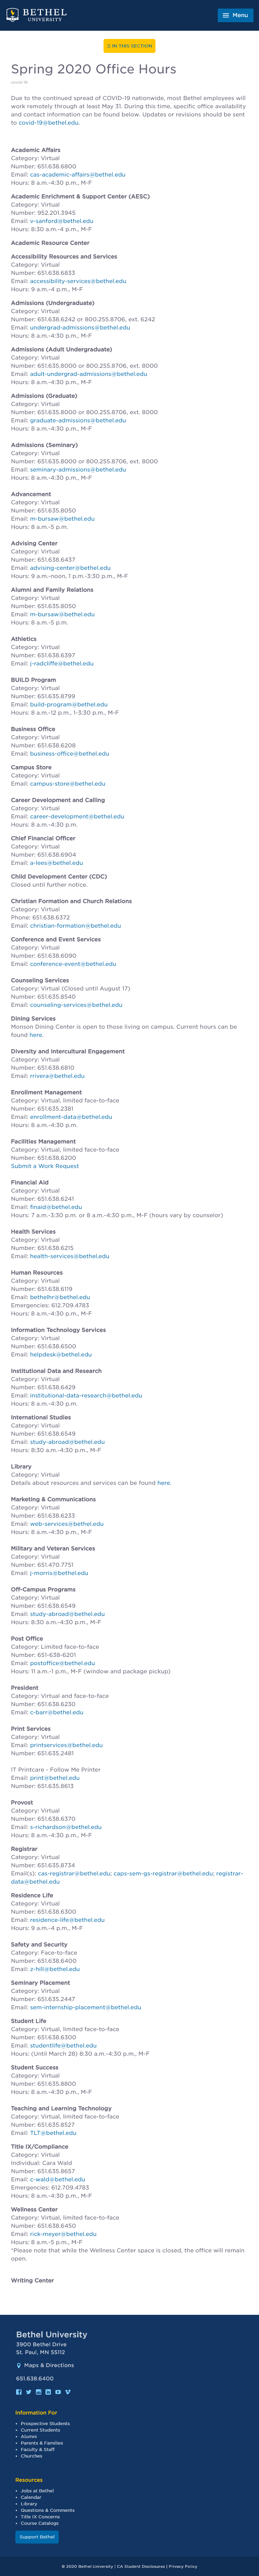 BETHEL
UNIVERSITY
Menu
IN THIS SECTION
Spring 2020 Office Hours
Due to the continued spread of COVID-19 nationwide, most Bethel employees will
work remotely through at least May 31. During this time, specific office availability
and contact information can be found below. Updates or revisions should be sent
to covid-19@bethel.edu.
Academic Affairs
Category: Virtual
Number: 651.638.6800
Email: cas-academic-affairs@bethel.edu
Hours: 8 a.m.-4:30 p.m., M-F
Academic Enrichment & Support Center (AESC)
Category: Virtual
Number: 952.201.3945
Email: v-sanford@bethel.edu
Hours: 8:30 a.m.-4 p.m., M-F
Academic Resource Center
Accessibility Resources and Services
Category: Virtual
Number: 651.638.6833
Email: accessibility-services@bethel.edu
Hours: 9 a.m.-4 p.m., M-F
Admissions (Undergraduate)
Category: Virtual
Number: 651.638.6242 or 800.255.8706, ext. 6242
Email: undergrad-admissions@bethel.edu
Hours: 8 a.m.-4:30 p.m., M-F
Admissions (Adult Undergraduate)
Category: Virtual
Number: 651.635.8000 or 800.255.8706, ext. 8000
Email: adult-undergrad-admissions@bethel.edu
Hours: 8 a.m.-4:30 p.m., M-F
Admissions (Graduate)
Category: Virtual
Number: 651.635.8000 or 800.255.8706, ext. 8000
Email: graduate-admissions@bethel.edu
Hours: 8 a.m.-4:30 p.m., M-F
Admissions (Seminary)
Category: Virtual
Number: 651.635.8000 or 800.255.8706, ext. 8000
Email: seminary-admissions@bethel.edu
Hours: 8 a.m.-4:30 p.m., M-F
Advancement
Category: Virtual
Number: 651.635.8050
Email: m-bursaw@bethel.edu
Hours: 8 a.m.-5 p.m.
Advising Center
Category: Virtual
Number: 651.638.6437
Email: advising-center@bethel.edu
Hours: 9 a.m.-noon, 1 p.m.-3:30 p.m., M-F
Alumni and Family Relations
Category: Virtual
Number: 651.635.8050
Email: m-bursaw@bethel.edu
Hours: 8 a.m.-5 p.m.
Athletics
Category: Virtual
Number: 651.638.6397
Email: j-radcliffe@bethel.edu
BUILD Program
Category: Virtual
Number: 651.635.8799
Email: build-program@bethel.edu
Hours: 8 a.m.-12 p.m., 1-3:30 p.m., M-F
Business Office
Category: Virtual
Number: 651.638.6208
Email: business-office@bethel.edu
Campus Store
Category: Virtual
Email: campus-store@bethel.edu
Career Development and Calling
Category: Virtual
Email: career-development@bethel.edu
Hours: 8 a.m.-4:30 p.m.
Chief Financial Officer
Category: Virtual
Number: 651.638.6904
Email: a-lees@bethel.edu
Child Development Center (CDC)
Closed until further notice.
Christian Formation and Church Relations
Category: Virtual
Phone: 651.638.6372
Email: christian-formation@bethel.edu
Conference and Event Services
Category: Virtual
Number: 651.638.6090
Email: conference-event@bethel.edu
Counseling Services
Category: Virtual (Closed until August 17)
Number: 651.635.8540
Email: counseling-services@bethel.edu
Dining Services
Monson Dining Center is open to those living on campus. Current hours can be
found here.
Diversity and Intercultural Engagement
Category: Virtual
Number: 651.638.6810
Email: rrivera@bethel.edu
Enrollment Management
Category: Virtual, limited face-to-face
Number: 651.635.2381
Email: enrollment-data@bethel.edu
Hours: 8 a.m.-4:30 p.m.
Facilities Management
Category: Virtual, limited face-to-face
Number: 651.638.6200
Submit a Work Request
Financial Aid
Category: Virtual
Number: 651.638.6241
Email: finaid@bethel.edu
Hours: 7 a.m.-3:30 p.m. or 8 a.m.-4:30 p.m., M-F (hours vary by counselor)
Health Services
Category: Virtual
Number: 651.638.6215
Email: health-services@bethel.edu
Human Resources
Category: Virtual
Number: 651.638.6119
Email: bethelhr@bethel.edu
Emergencies: 612.709.4783
Hours: 8 a.m.-4:30 p.m., M-F
Information Technology Services
Category: Virtual
Number: 651.638.6500
Email: helpdesk@bethel.edu
Institutional Data and Research
Category: Virtual
Number: 651.638.6429
Email: institutional-data-research@bethel.edu
Hours: 8 a.m.-4:30 p.m.
International Studies
Category: Virtual
Number: 651.638.6549
Email: study-abroad@bethel.edu
Hours: 8:30 a.m.-4:30 p.m., M-F
Library
Category: Virtual
Details about resources and services can be found here.
Marketing & Communications
Category: Virtual
Number: 651.638.6233
Email: web-services@bethel.edu
Hours: 8 a.m.-4:30 p.m., M-F
Military and Veteran Services
Category: Virtual
Number: 651.470.7751
Email: j-morris@bethel.edu
Off-Campus Programs
Category: Virtual
Number: 651.638.6549
Email: study-abroad@bethel.edu
Hours: 8:30 a.m.-4:30 p.m., M-F
Post Office
Category: Limited face-to-face
Number: 651-638-6201
Email: postoffice@bethel.edu
Hours: 11 a.m.-1 p.m., M-F (window and package pickup)
President
Category: Virtual and face-to-face
Number: 651.638.6230
Email: c-barr@bethel.edu
Print Services
Category: Virtual
Email: printservices@bethel.edu
Number: 651.635.2481
IT Printcare - Follow Me Printer
Email: print@bethel.edu
Number: 651.635.8613
Provost
Category: Virtual
Number: 651.638.6370
Email: s-richardson@bethel.edu
Hours: 8 a.m.-4:30 p.m., M-F
Registrar
Category: Virtual
Number: 651.635.8734
Email(s): cas-registrar@bethel.edu; caps-sem-gs-registrar@bethel.edu; registrar-
data@bethel.edu
Residence Life
Category: Virtual
Number: 651.638.6300
Email: residence-life@bethel.edu
Hours: 9 a.m.-4 p.m., M-F
Safety and Security
Category: Face-to-face
Number: 651.638.6400
Email: z-hill@bethel.edu
Seminary Placement
Category: Virtual
Number: 651.635.2447
Email: sem-internship-placement@bethel.edu
Student Life
Category: Virtual, limited face-to-face
Number: 651.638.6300
Email: studentlife@bethel.edu
Hours: (Until March 28) 8:30 a.m.-4:30 p.m., M-F
Student Success
Category: Virtual
Number: 651.635.8800
Hours: 8 a.m.-4:30 p.m., M-F
Teaching and Learning Technology
Category: Virtual, limited face-to-face
Number: 651.635.8527
Email: TLT@bethel.edu
Title IX/Compliance
Category: Virtual
Individual: Cara Wald
Number: 651.635.8657
Email: c-wald@bethel.edu
Emergencies: 612.709.4783
Hours: 8 a.m.-4:30 p.m., M-F
Wellness Center
Category: Virtual, limited face-to-face
Number: 651.638.6450
Email: rick-meyer@bethel.edu
Hours: 8 a.m.-5 p.m., M-F
*Please note that while the Wellness Center space is closed, the office will remain
open.
Writing Center
Bethel University
3900 Bethel Drive
St. Paul, MN 55112
Maps & Directions
651.638.6400
Information For
Prospective Students
Current Students
Alumni
Parents & Families
Faculty & Staff
Churches
Resources
Jobs at Bethel
Calendar
Library
Questions & Comments
Title IX Concerns
Course Catalogs
Support Bethel
© 2020 Bethel University | CA Student Disclosures | Privacy Policy